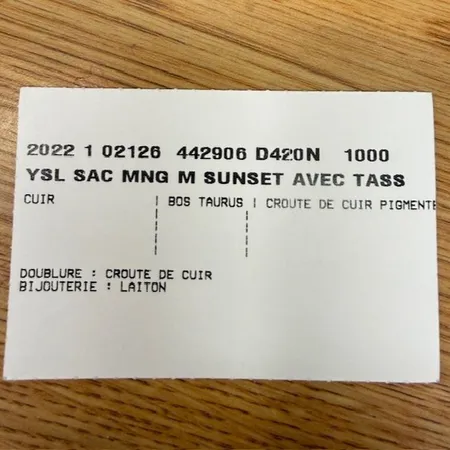 2022 1 02126 442906 D420N 1000
YSL SAC MNG M SUNSET AVEC TASS
CUIR | BOS TAURUS | CROUTE DE CUIR PIGMENTE
DOUBLURE : CROUTE DE CUIR
BIJOUTERIE : LAITON